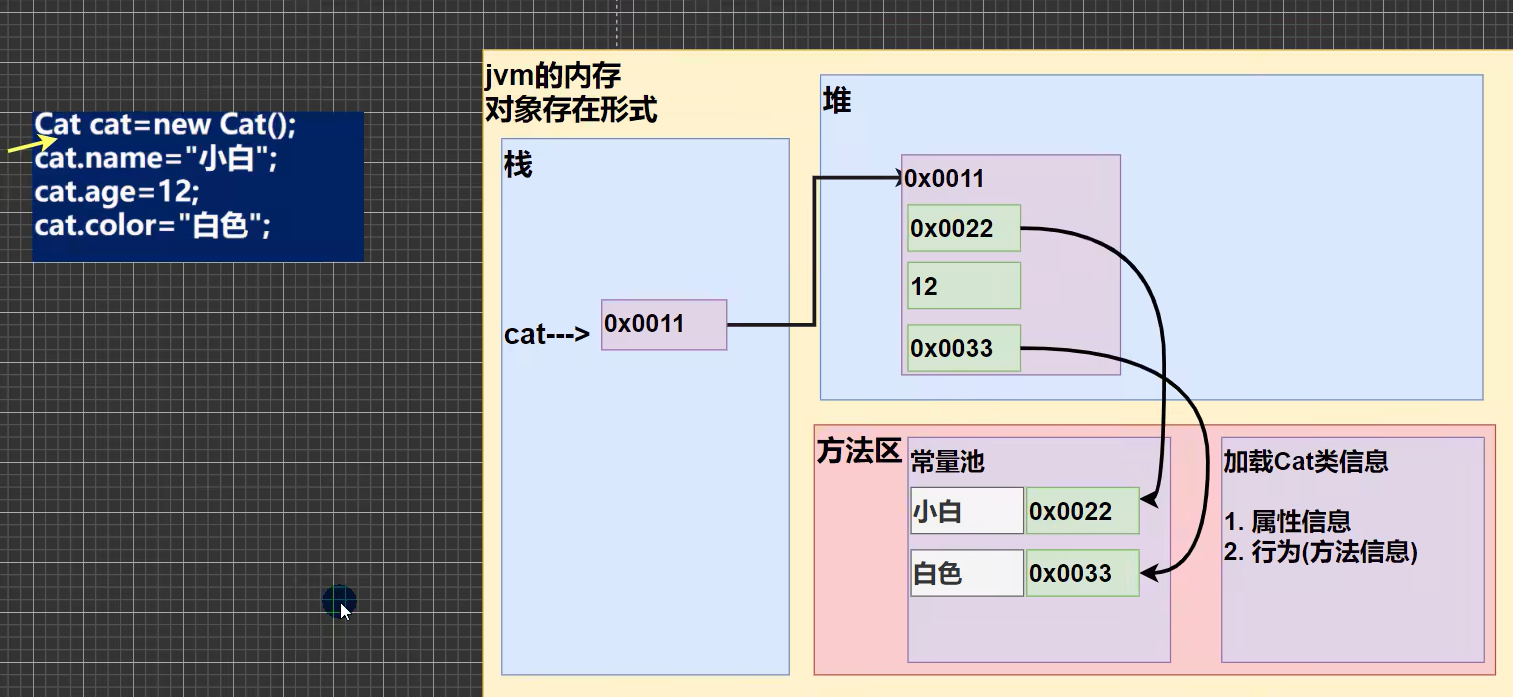 Cat cat=new Cat();
cat.name="小白";
cat.age=12;
cat.color="白色";
jvm的内存
对象存在形式
栈
cat--->
0x0011
堆
0x0011
0x0022
12
0x0033
方法区
常量池
小白 0x0022
白色 0x0033
加载Cat类信息
1. 属性信息
2. 行为(方法信息)